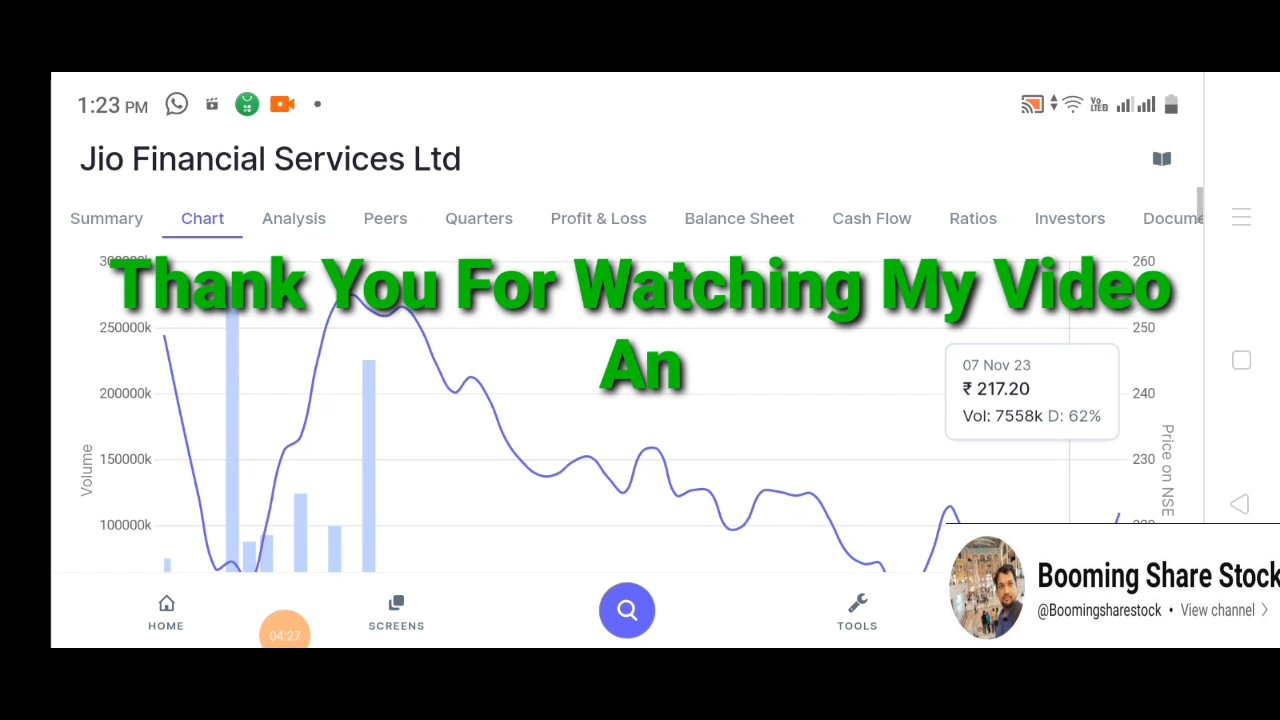 1:23 PM
VO LTE
Jio Financial Services Ltd
Summary Chart Analysis Peers Quarters Profit & Loss Balance Sheet Cash Flow Ratios Investors Docume
260
Thank You For Watching My Video
An
250000k 250
07 Nov 23
₹ 217.20
Vol: 7558k D: 62%
200000k 240
150000k 230
Volume
Price on NSE
100000k
HOME SCREENS TOOLS
04:27
Booming Share Stock
@Boomingsharestock • View channel